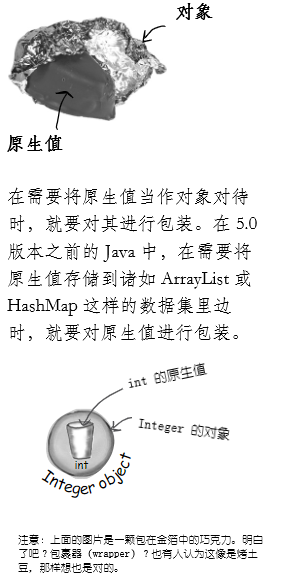 对象
原生值
在需要将原生值当作对象对待
时，就要对其进行包装。在 5.0
版本之前的 Java 中，在需要将
原生值存储到诸如 ArrayList 或
HashMap 这样的数据集里边
时，就要对原生值进行包装。
int 的原生值
Integer 的对象
int
Integer object
注意：上面的图片是一颗包在金箔中的巧克力。明白
了吧？包裹器（wrapper）？也有人认为这像是烤土
豆，那样想也是对的。